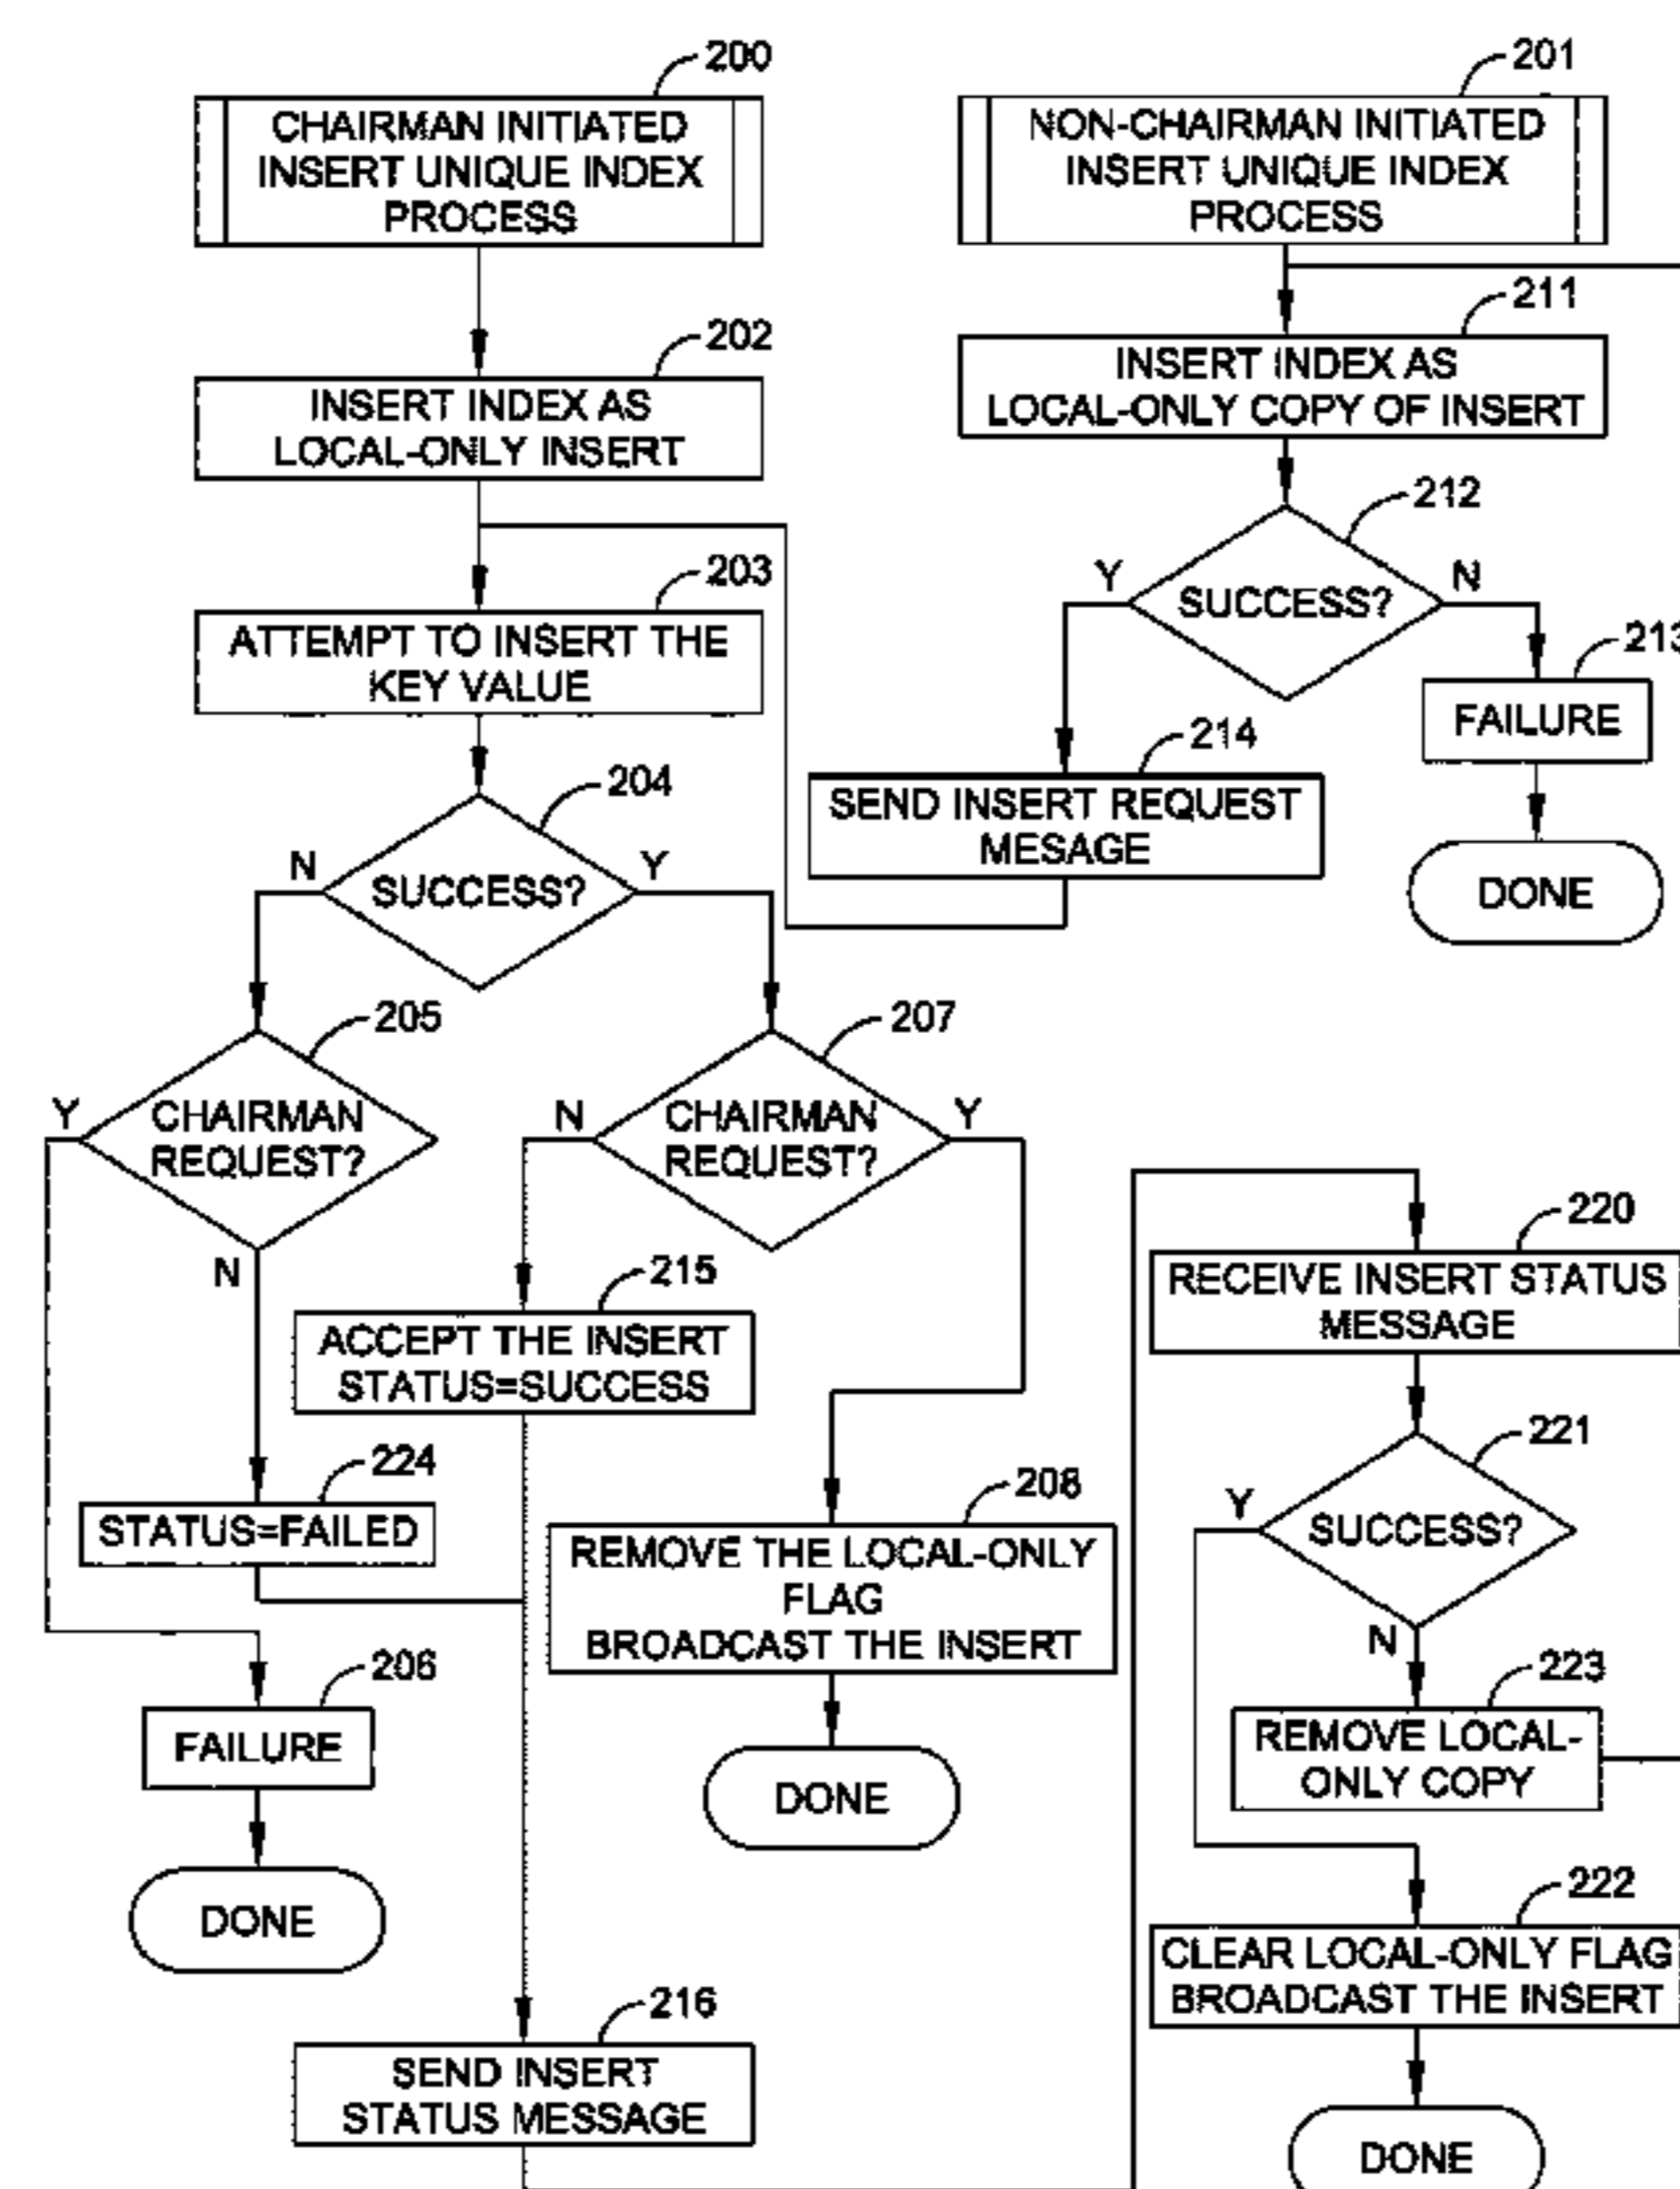 200
CHAIRMAN INITIATED
INSERT UNIQUE INDEX
PROCESS
202
INSERT INDEX AS
LOCAL-ONLY INSERT
203
ATTEMPT TO INSERT THE
KEY VALUE
204
SUCCESS?
N
Y
205
CHAIRMAN
REQUEST?
Y
N
207
CHAIRMAN
REQUEST?
N
Y
215
ACCEPT THE INSERT
STATUS=SUCCESS
224
STATUS=FAILED
208
REMOVE THE LOCAL-ONLY
FLAG
BROADCAST THE INSERT
DONE
206
FAILURE
DONE
216
SEND INSERT
STATUS MESSAGE
201
NON-CHAIRMAN INITIATED
INSERT UNIQUE INDEX
PROCESS
211
INSERT INDEX AS
LOCAL-ONLY COPY OF INSERT
212
SUCCESS?
Y
N
213
FAILURE
DONE
214
SEND INSERT REQUEST
MESAGE
220
RECEIVE INSERT STATUS
MESSAGE
221
SUCCESS?
Y
N
223
REMOVE LOCAL-
ONLY COPY
222
CLEAR LOCAL-ONLY FLAG
BROADCAST THE INSERT
DONE